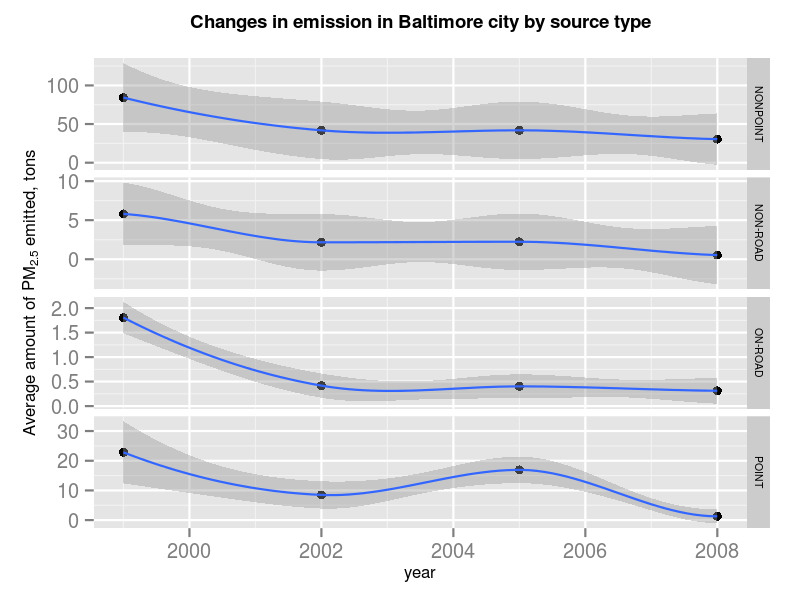 Changes in emission in Baltimore city by source type
Average amount of PM2.5 emitted, tons
100
50
0
NONPOINT
10
5
0
NON-ROAD
2.0
1.5
1.0
0.5
0.0
ON-ROAD
30
20
10
0
POINT
2000 2002 2004 2006 2008
year